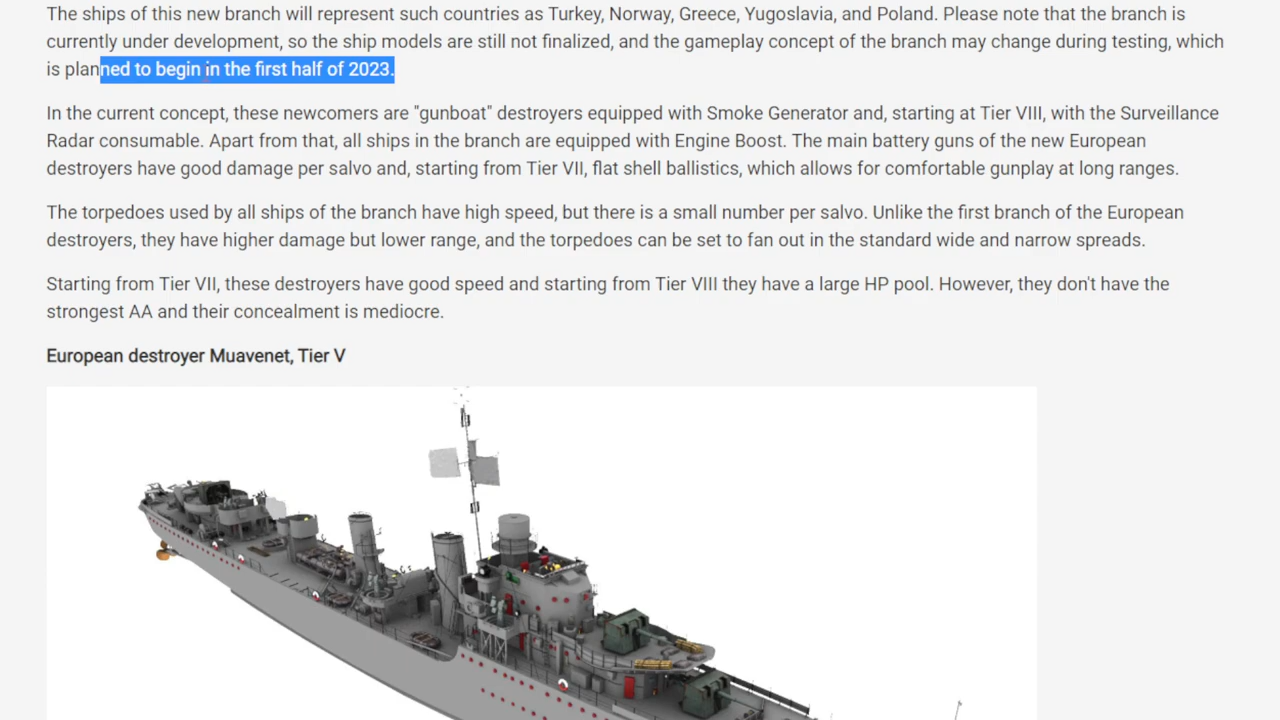 The ships of this new branch will represent such countries as Turkey, Norway, Greece, Yugoslavia, and Poland. Please note that the branch is
currently under development, so the ship models are still not finalized, and the gameplay concept of the branch may change during testing, which
is planned to begin in the first half of 2023.
In the current concept, these newcomers are "gunboat" destroyers equipped with Smoke Generator and, starting at Tier VIII, with the Surveillance
Radar consumable. Apart from that, all ships in the branch are equipped with Engine Boost. The main battery guns of the new European
destroyers have good damage per salvo and, starting from Tier VII, flat shell ballistics, which allows for comfortable gunplay at long ranges.
The torpedoes used by all ships of the branch have high speed, but there is a small number per salvo. Unlike the first branch of the European
destroyers, they have higher damage but lower range, and the torpedoes can be set to fan out in the standard wide and narrow spreads.
Starting from Tier VII, these destroyers have good speed and starting from Tier VIII they have a large HP pool. However, they don't have the
strongest AA and their concealment is mediocre.
European destroyer Muavenet, Tier V